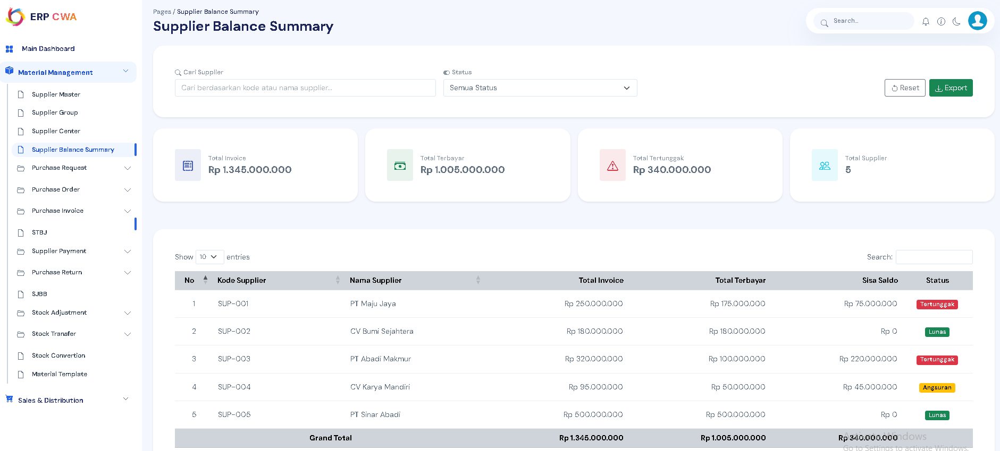 ERP CWA
Main Dashboard
Material Management
Supplier Master
Supplier Group
Supplier Center
Supplier Balance Summary
Purchase Request
Purchase Order
Purchase Invoice
STBJ
Supplier Payment
Purchase Return
SJBB
Stock Adjustment
Stock Transfer
Stock Convertion
Material Template
Sales & Distribution
Pages / Supplier Balance Summary
Supplier Balance Summary
Search...
Cari Supplier
Cari berdasarkan kode atau nama supplier...
Status
Semua Status
Reset
Export
Total Invoice
Rp 1.345.000.000
Total Terbayar
Rp 1.005.000.000
Total Tertunggak
Rp 340.000.000
Total Supplier
5
Show 10 entries
Search:
No Kode Supplier Nama Supplier Total Invoice Total Terbayar Sisa Saldo Status
1 SUP-001 PT Maju Jaya Rp 250.000.000 Rp 175.000.000 Rp 75.000.000 Tertunggak
2 SUP-002 CV Bumi Sejahtera Rp 180.000.000 Rp 180.000.000 Rp 0 Lunas
3 SUP-003 PT Abadi Makmur Rp 320.000.000 Rp 100.000.000 Rp 220.000.000 Tertunggak
4 SUP-004 CV Karya Mandiri Rp 95.000.000 Rp 50.000.000 Rp 45.000.000 Angsuran
5 SUP-005 PT Sinar Abadi Rp 500.000.000 Rp 500.000.000 Rp 0 Lunas
Grand Total Rp 1.345.000.000 Rp 1.005.000.000 Rp 340.000.000
Activate Windows
Go to Settings to activate Windows.